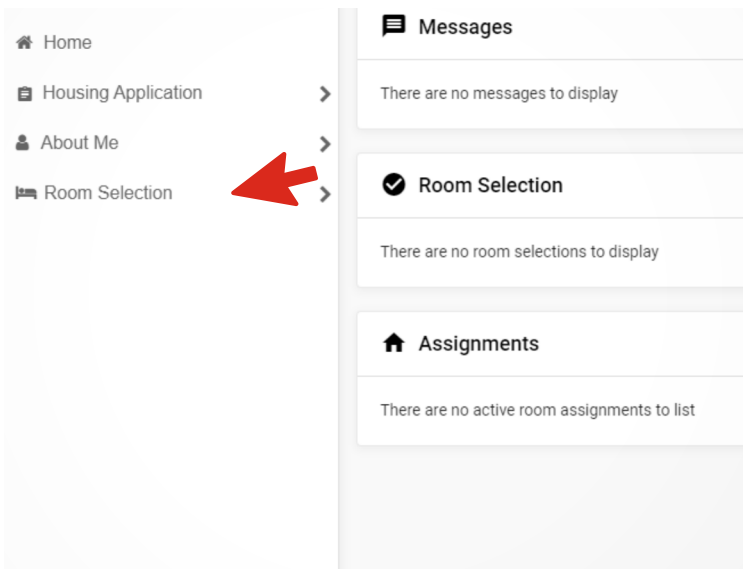 Home
Housing Application
About Me
Room Selection
Messages
There are no messages to display
Room Selection
There are no room selections to display
Assignments
There are no active room assignments to list